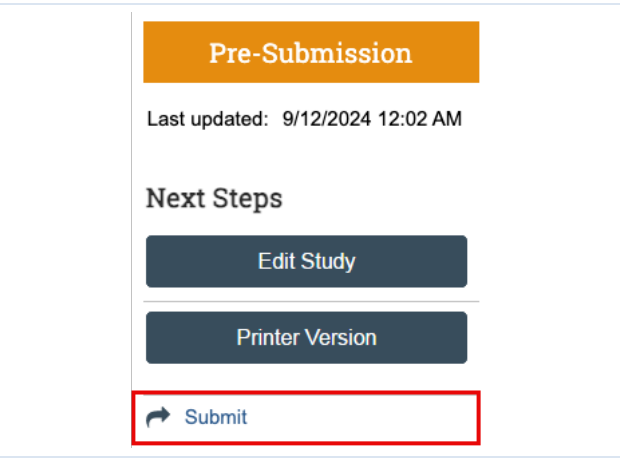 Pre-Submission
Last updated: 9/12/2024 12:02 AM
Next Steps
Edit Study
Printer Version
Submit